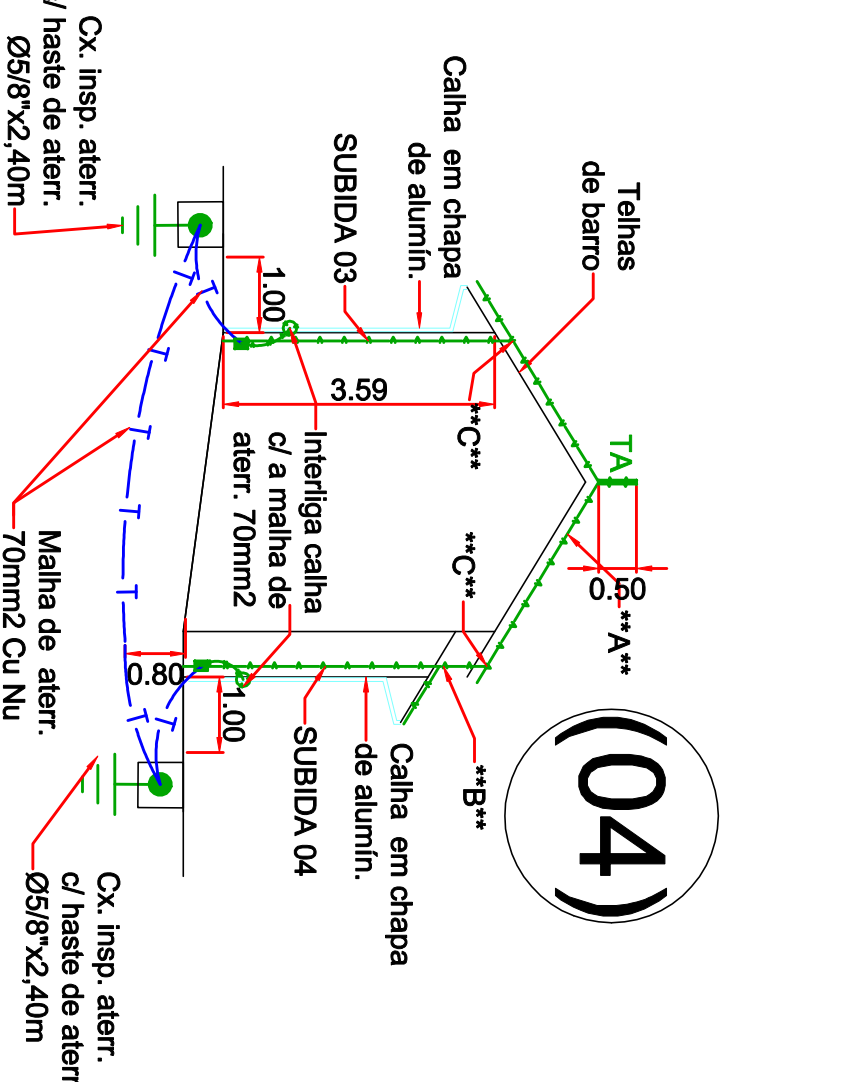 Cx. insp. aterr.
/ haste de aterr.
Ø5/8"x2,40m
Calha em chapa
de alumín.
SUBIDA 03
Telhas
de barro
1.00
3.59
**C**
TA
0.50
**A**
**C**
Interliga calha
c/ a malha de
aterr. 70mm2
Malha de aterr.
70mm2 Cu Nu
0.80
1.00
SUBIDA 04
Calha em chapa
de alumín.
**B**
(04)
Cx. insp. aterr.
c/ haste de aterr
Ø5/8"x2,40m